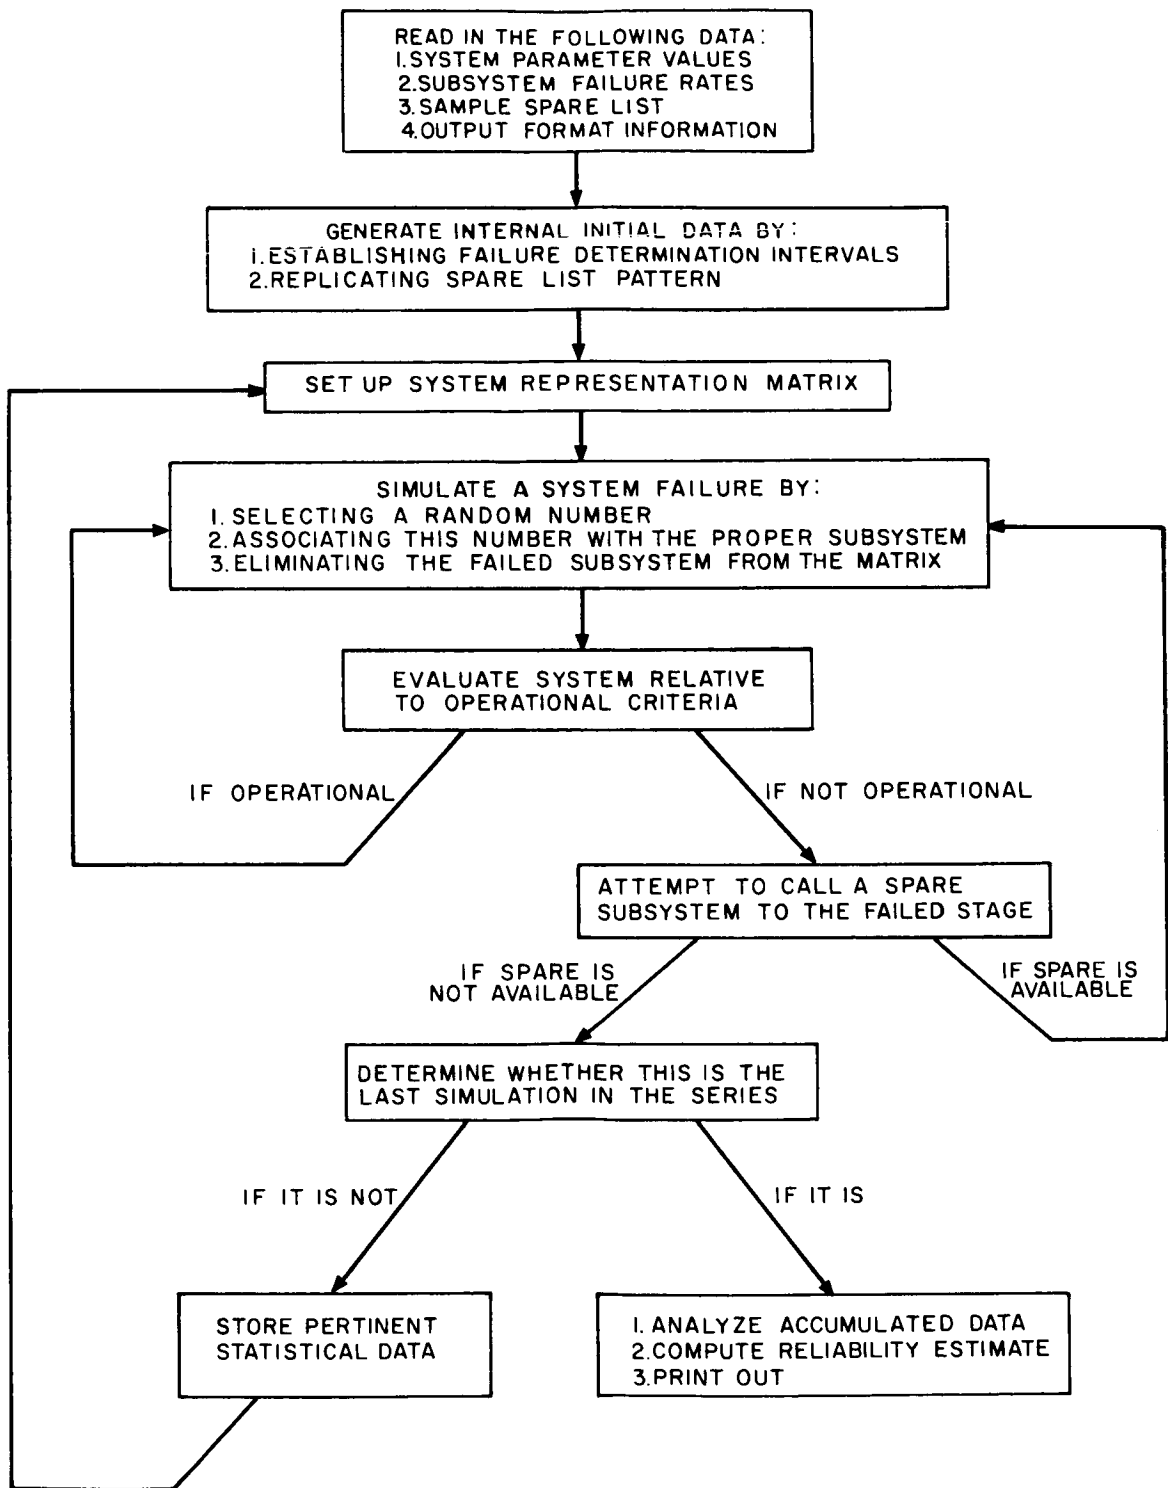 READ IN THE FOLLOWING DATA:
1.SYSTEM PARAMETER VALUES
2.SUBSYSTEM FAILURE RATES
3.SAMPLE SPARE LIST
4.OUTPUT FORMAT INFORMATION
GENERATE INTERNAL INITIAL DATA BY:
1.ESTABLISHING FAILURE DETERMINATION INTERVALS
2.REPLICATING SPARE LIST PATTERN
SET UP SYSTEM REPRESENTATION MATRIX
SIMULATE A SYSTEM FAILURE BY:
1. SELECTING A RANDOM NUMBER
2. ASSOCIATING THIS NUMBER WITH THE PROPER SUBSYSTEM
3. ELIMINATING THE FAILED SUBSYSTEM FROM THE MATRIX
EVALUATE SYSTEM RELATIVE
TO OPERATIONAL CRITERIA
IF OPERATIONAL
IF NOT OPERATIONAL
ATTEMPT TO CALL A SPARE
SUBSYSTEM TO THE FAILED STAGE
IF SPARE IS
NOT AVAILABLE
IF SPARE IS
AVAILABLE
DETERMINE WHETHER THIS IS THE
LAST SIMULATION IN THE SERIES
IF IT IS NOT
IF IT IS
STORE PERTINENT
STATISTICAL DATA
1. ANALYZE ACCUMULATED DATA
2.COMPUTE RELIABILITY ESTIMATE
3.PRINT OUT